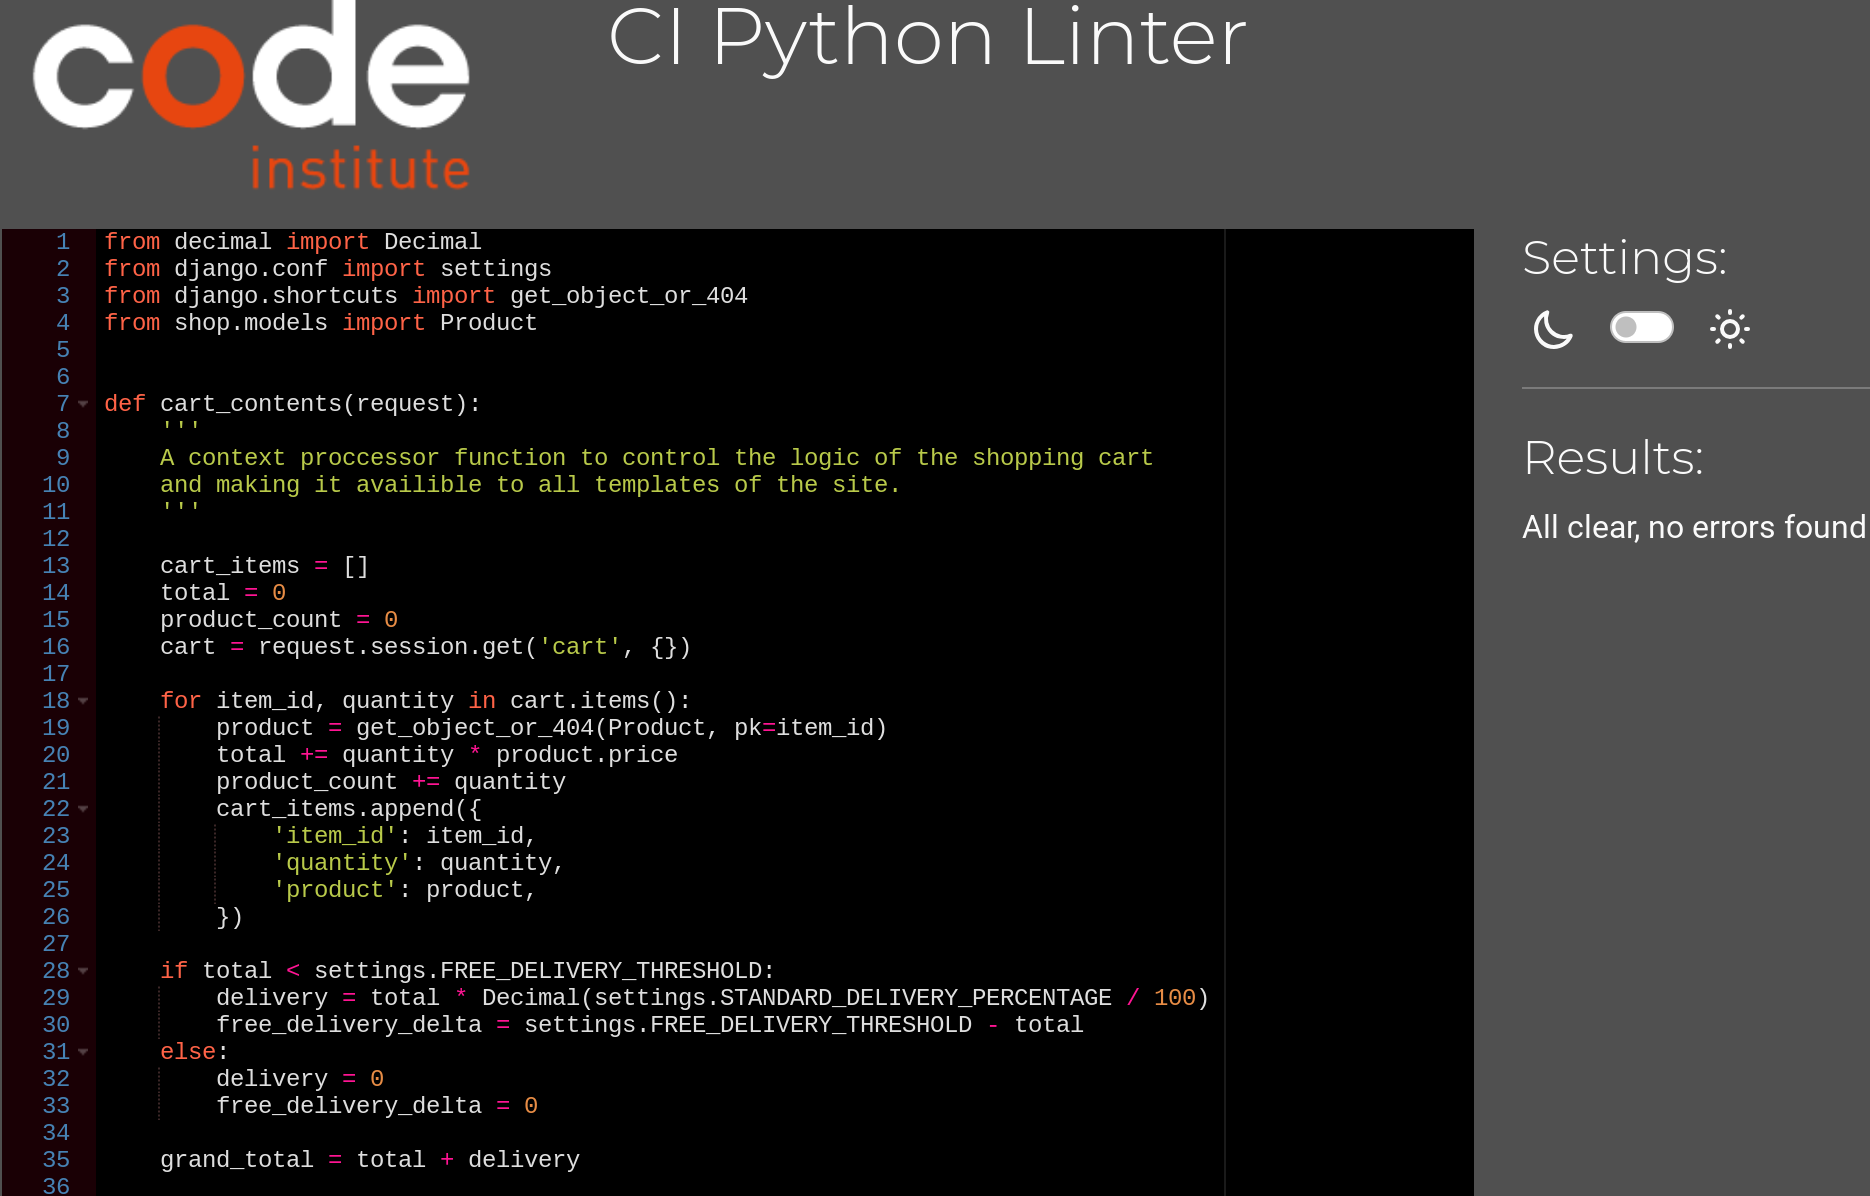 code
institute
CI Python Linter
1 from decimal import Decimal
2 from django.conf import settings
3 from django.shortcuts import get_object_or_404
4 from shop.models import Product
5
6
7 def cart_contents(request):
8     '''
9     A context proccessor function to control the logic of the shopping cart
10     and making it availible to all templates of the site.
11     '''
12
13     cart_items = []
14     total = 0
15     product_count = 0
16     cart = request.session.get('cart', {})
17
18     for item_id, quantity in cart.items():
19         product = get_object_or_404(Product, pk=item_id)
20         total += quantity * product.price
21         product_count += quantity
22         cart_items.append({
23             'item_id': item_id,
24             'quantity': quantity,
25             'product': product,
26         })
27
28     if total < settings.FREE_DELIVERY_THRESHOLD:
29         delivery = total * Decimal(settings.STANDARD_DELIVERY_PERCENTAGE / 100)
30         free_delivery_delta = settings.FREE_DELIVERY_THRESHOLD - total
31     else:
32         delivery = 0
33         free_delivery_delta = 0
34
35     grand_total = total + delivery
36
Settings:
Results:
All clear, no errors found